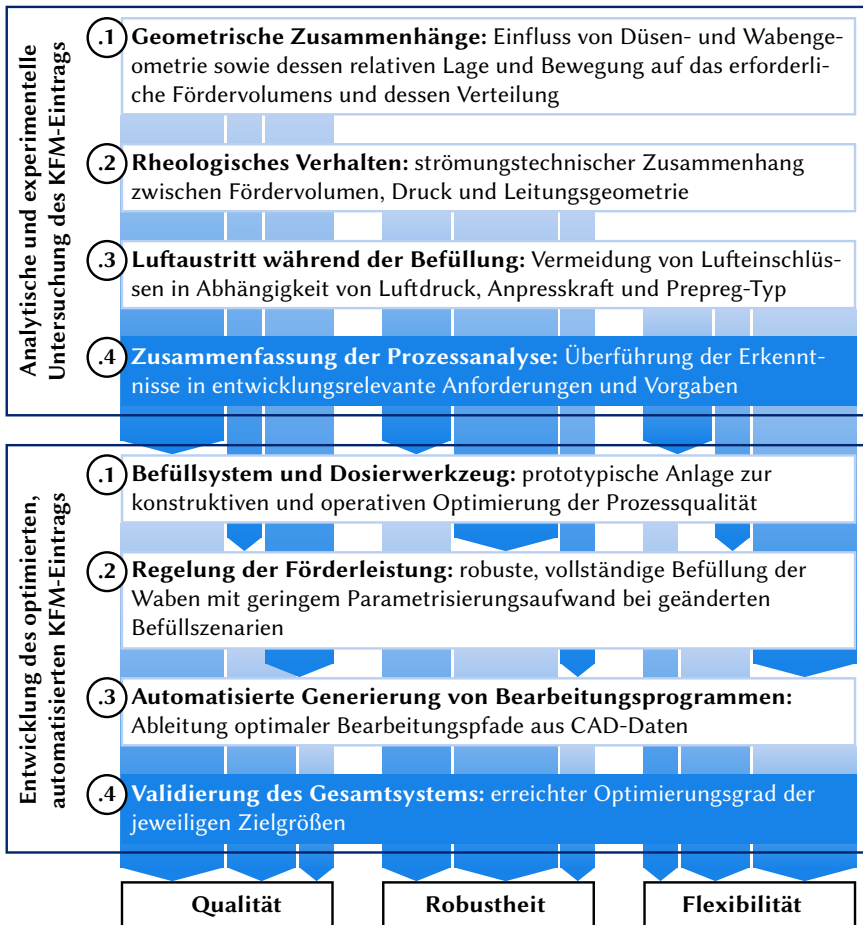 Analytische und experimentelle
Untersuchung des KFM-Eintrags
.1 Geometrische Zusammenhänge: Einfluss von Düsen- und Wabenge-
ometrie sowie dessen relativen Lage und Bewegung auf das erforderli-
che Fördervolumens und dessen Verteilung
.2 Rheologisches Verhalten: strömungstechnischer Zusammenhang
zwischen Fördervolumen, Druck und Leitungsgeometrie
.3 Luftaustritt während der Befüllung: Vermeidung von Lufteinschlüs-
sen in Abhängigkeit von Luftdruck, Anpresskraft und Prepreg-Typ
.4 Zusammenfassung der Prozessanalyse: Überführung der Erkennt-
nisse in entwicklungsrelevante Anforderungen und Vorgaben
Entwicklung des optimierten,
automatisierten KFM-Eintrags
.1 Befüllsystem und Dosierwerkzeug: prototypische Anlage zur
konstruktiven und operativen Optimierung der Prozessqualität
.2 Regelung der Förderleistung: robuste, vollständige Befüllung der
Waben mit geringem Parametrisierungsaufwand bei geänderten
Befüllszenarien
.3 Automatisierte Generierung von Bearbeitungsprogrammen:
Ableitung optimaler Bearbeitungspfade aus CAD-Daten
.4 Validierung des Gesamtsystems: erreichter Optimierungsgrad der
jeweiligen Zielgrößen
Qualität
Robustheit
Flexibilität